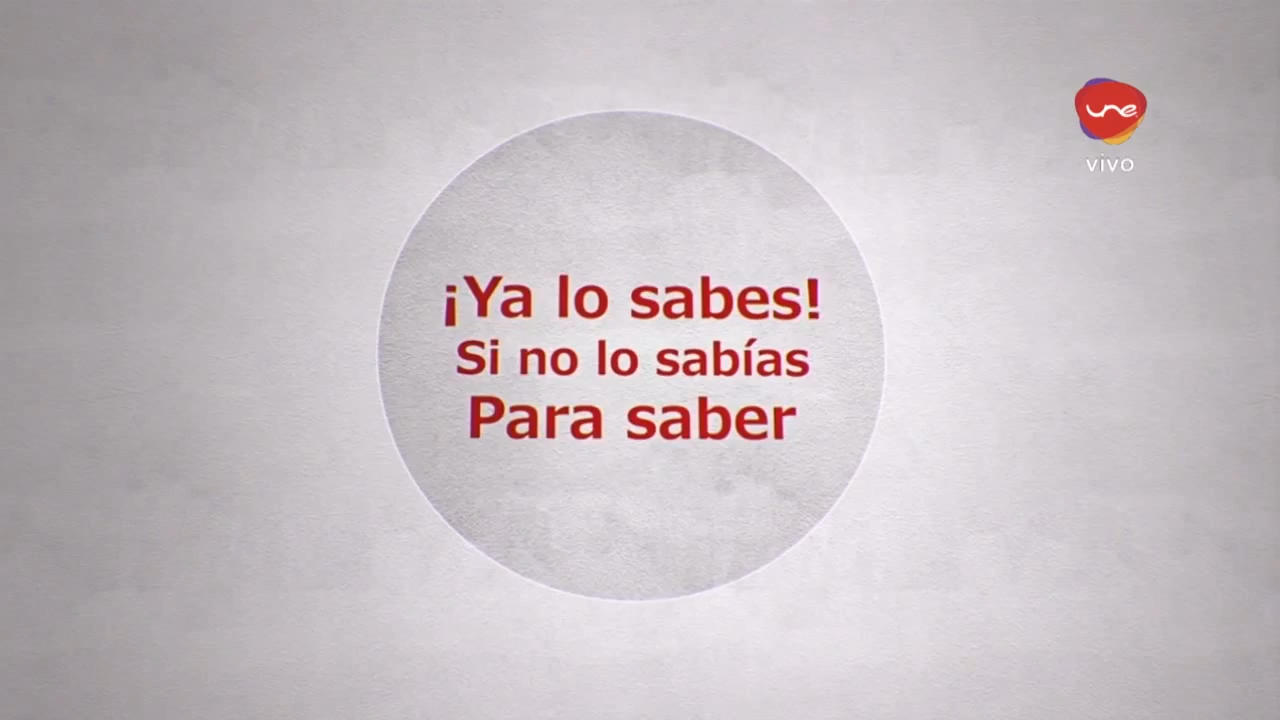 une
vivo
¡Ya lo sabes!
Si no lo sabías
Para saber